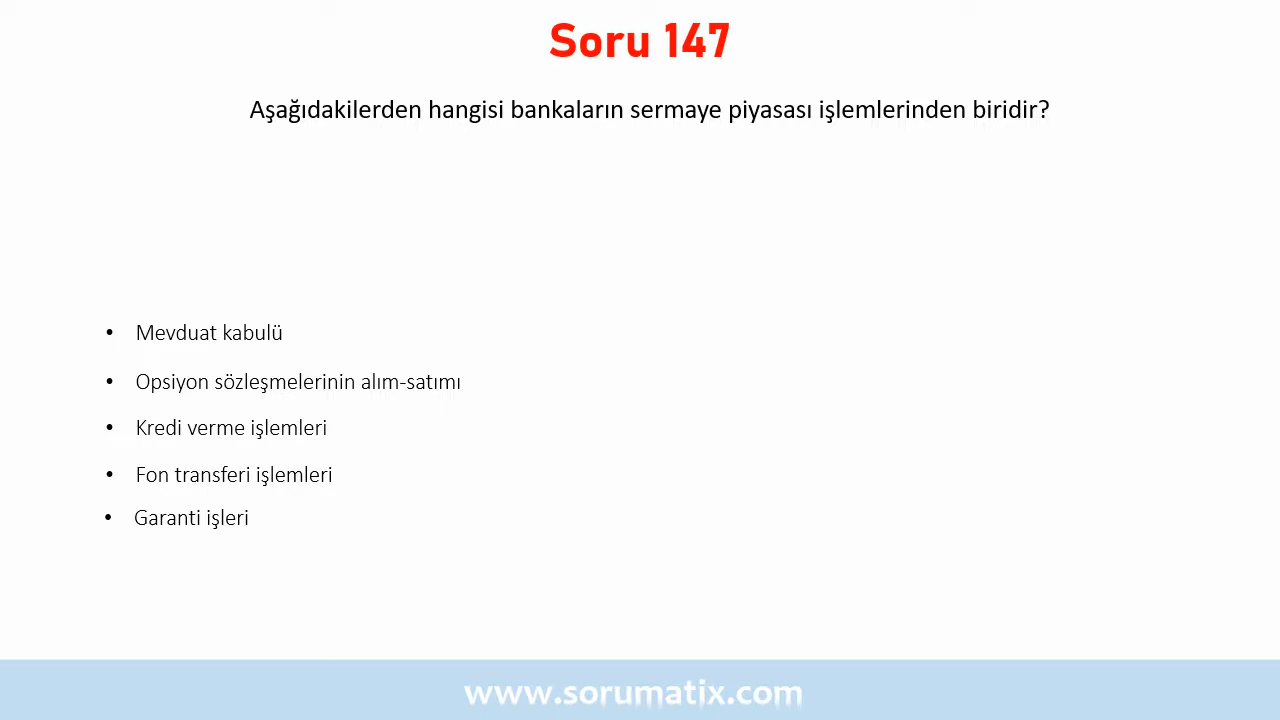 Soru 147
Aşağıdakilerden hangisi bankaların sermaye piyasası işlemlerinden biridir?
• Mevduat kabulü
• Opsiyon sözleşmelerinin alım-satımı
• Kredi verme işlemleri
• Fon transferi işlemleri
• Garanti işleri
www.sorumatix.com